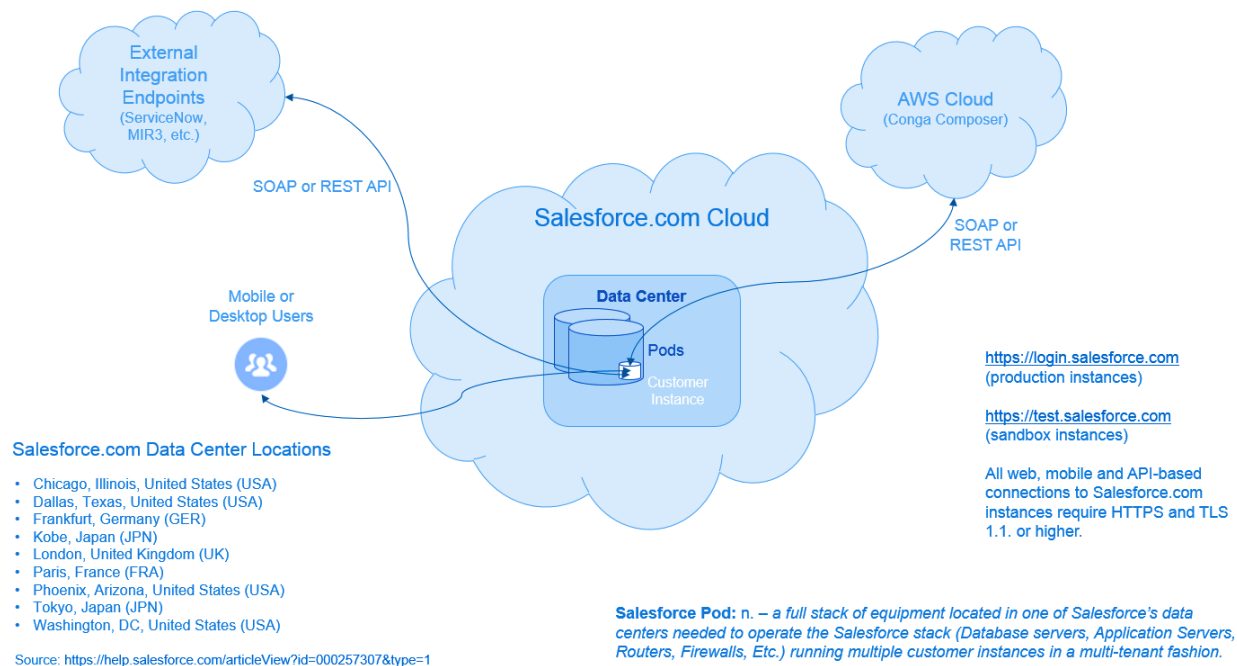 External
Integration
Endpoints
(ServiceNow,
MIR3, etc.)
AWS Cloud
(Conga Composer)
SOAP or REST API
Salesforce.com Cloud
SOAP or
REST API
Mobile or
Desktop Users
Data Center
Pods
Customer
Instance
https://login.salesforce.com
(production instances)
https://test.salesforce.com
(sandbox instances)
All web, mobile and API-based
connections to Salesforce.com
instances require HTTPS and TLS
1.1. or higher.
Salesforce.com Data Center Locations
• Chicago, Illinois, United States (USA)
• Dallas, Texas, United States (USA)
• Frankfurt, Germany (GER)
• Kobe, Japan (JPN)
• London, United Kingdom (UK)
• Paris, France (FRA)
• Phoenix, Arizona, United States (USA)
• Tokyo, Japan (JPN)
• Washington, DC, United States (USA)
Source: https://help.salesforce.com/articleView?id=000257307&type=1
Salesforce Pod: n. – a full stack of equipment located in one of Salesforce's data
centers needed to operate the Salesforce stack (Database servers, Application Servers,
Routers, Firewalls, Etc.) running multiple customer instances in a multi-tenant fashion.